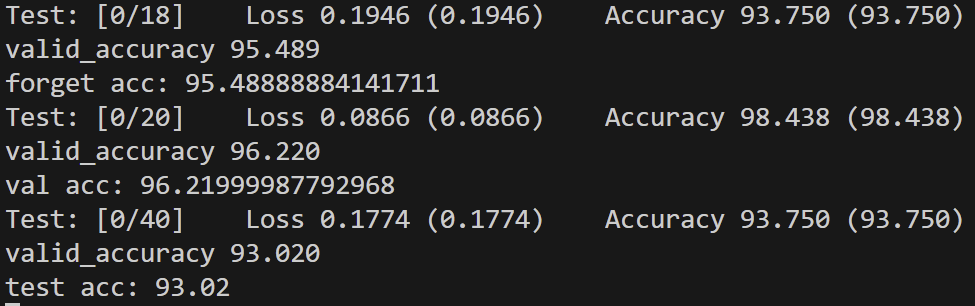 Test: [0/18]    Loss 0.1946 (0.1946)    Accuracy 93.750 (93.750)
valid_accuracy 95.489
forget acc: 95.48888884141711
Test: [0/20]    Loss 0.0866 (0.0866)    Accuracy 98.438 (98.438)
valid_accuracy 96.220
val acc: 96.21999987792968
Test: [0/40]    Loss 0.1774 (0.1774)    Accuracy 93.750 (93.750)
valid_accuracy 93.020
test acc: 93.02